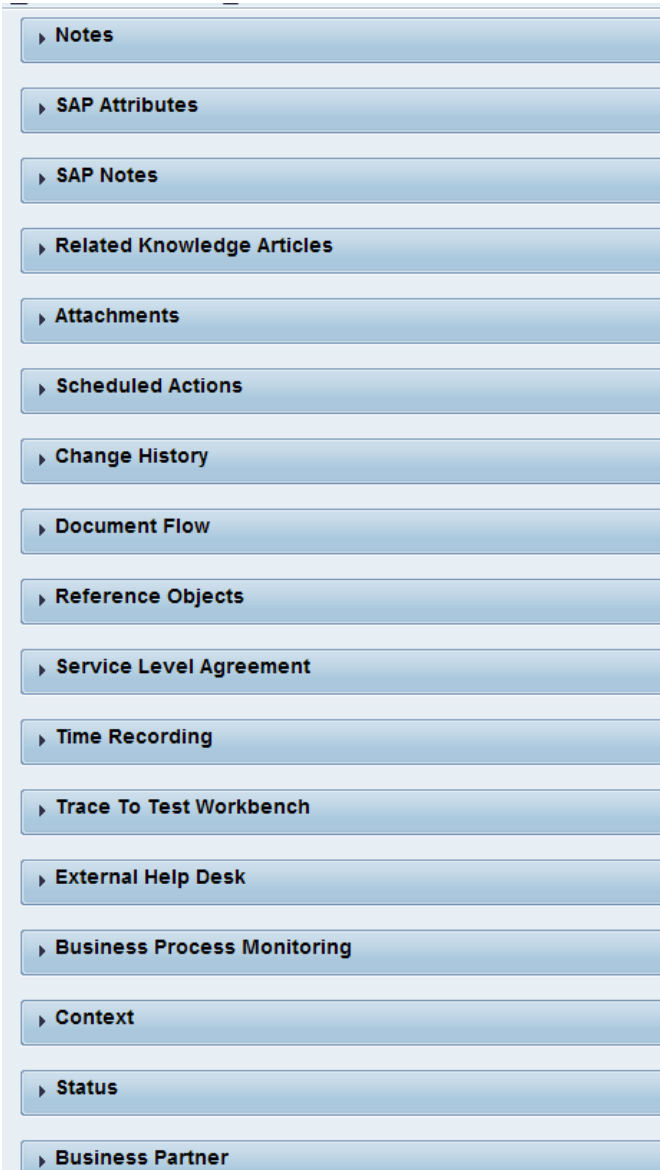 Notes
SAP Attributes
SAP Notes
Related Knowledge Articles
Attachments
Scheduled Actions
Change History
Document Flow
Reference Objects
Service Level Agreement
Time Recording
Trace To Test Workbench
External Help Desk
Business Process Monitoring
Context
Status
Business Partner